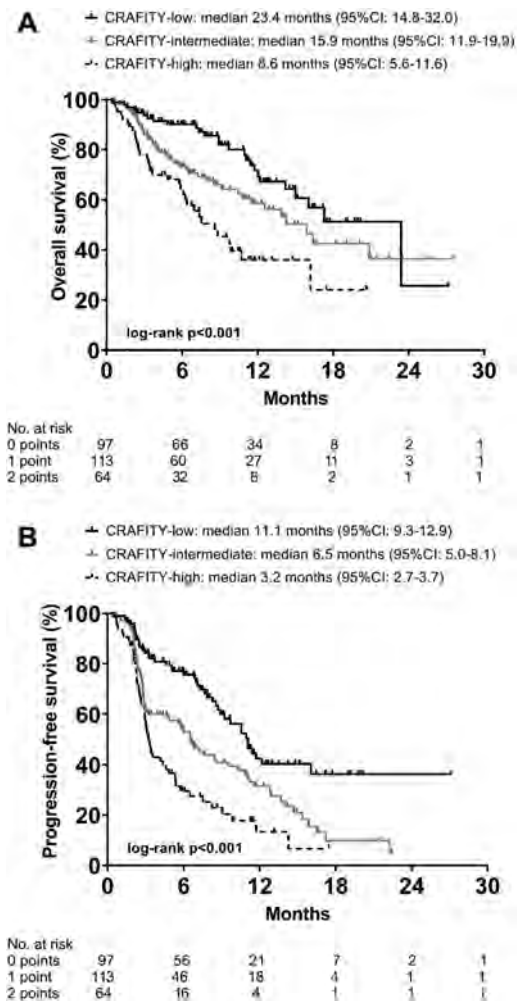 A
CRAFITY-low: median 23.4 months (95%CI: 14.8-32.0)
CRAFITY-intermediate: median 15.9 months (95%CI: 11.9-19.9)
CRAFITY-high: median 8.6 months (95%CI: 5.6-11.6)
Overall survival (%)
100
80
60
40
20
0
log-rank p<0.001
0 6 12 18 24 30
Months
No. at risk
0 points 97 66 34 8 2 1
1 point 113 60 27 11 3 1
2 points 64 32 8 2 1 1
B
CRAFITY-low: median 11.1 months (95%CI: 9.3-12.9)
CRAFITY-intermediate: median 6.5 months (95%CI: 5.0-8.1)
CRAFITY-high: median 3.2 months (95%CI: 2.7-3.7)
Progression-free survival (%)
100
80
60
40
20
0
log-rank p<0.001
0 6 12 18 24 30
Months
No. at risk
0 points 97 56 21 7 2 1
1 point 113 46 18 4 1 1
2 points 64 16 4 1 1 1